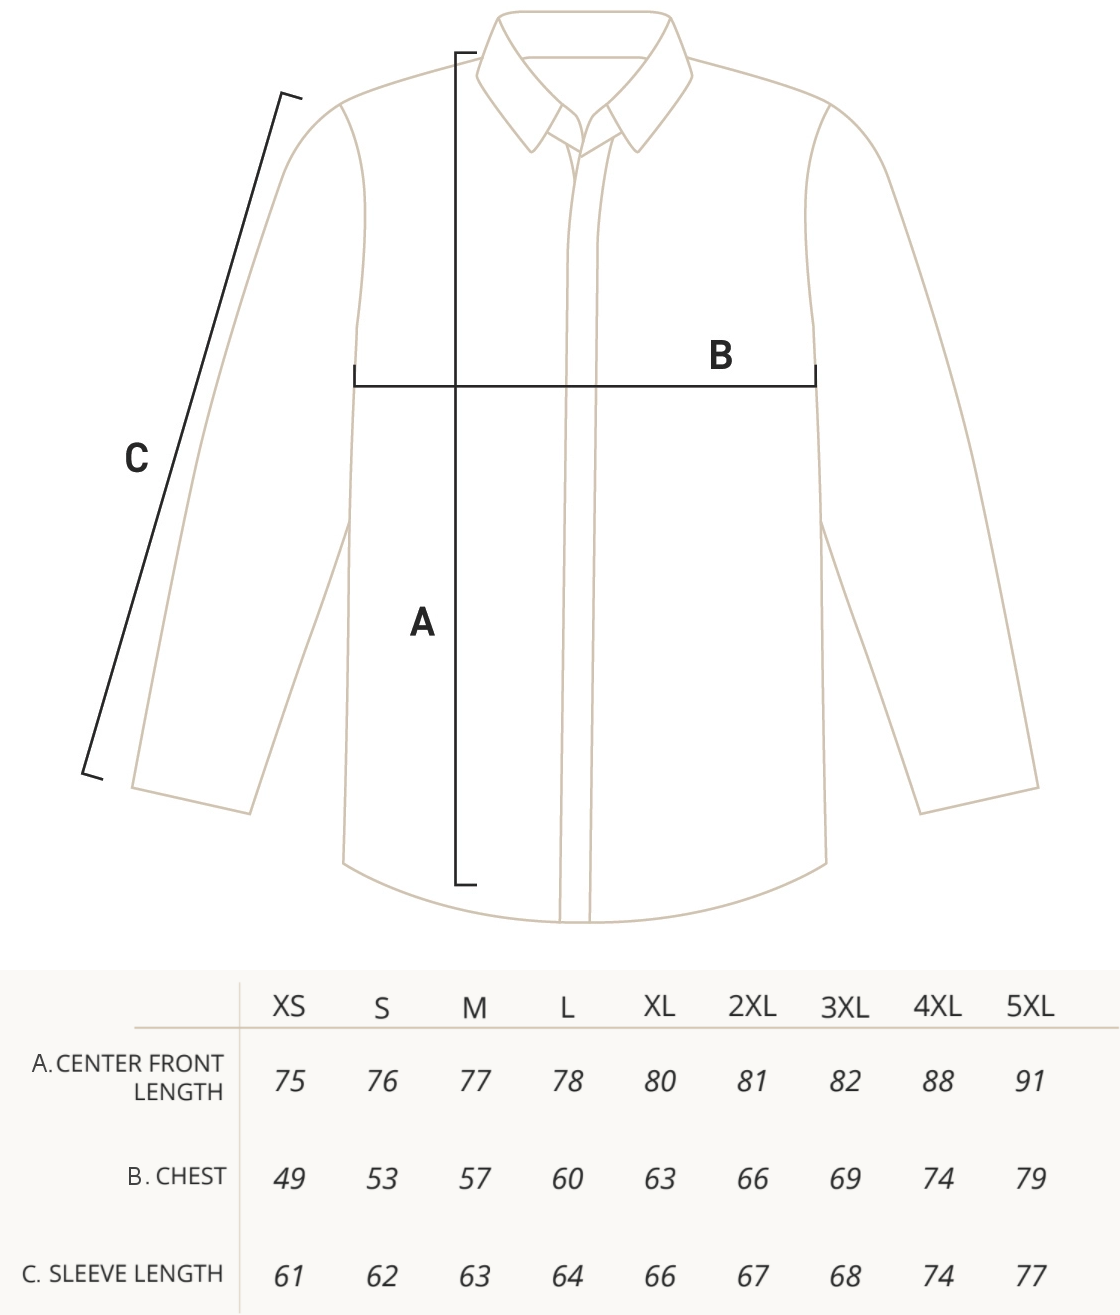 B
C
A
XS S M L XL 2XL 3XL 4XL 5XL
A. CENTER FRONT
LENGTH
75 76 77 78 80 81 82 88 91
B. CHEST 49 53 57 60 63 66 69 74 79
C. SLEEVE LENGTH 61 62 63 64 66 67 68 74 77